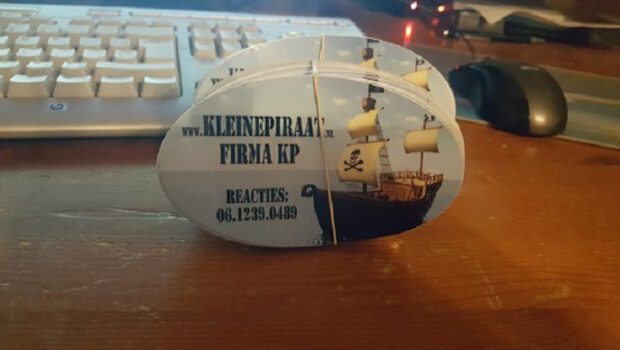 www.KLEINEPIRAAT.nl
FIRMA KP
REACTIES:
06.1239.0489